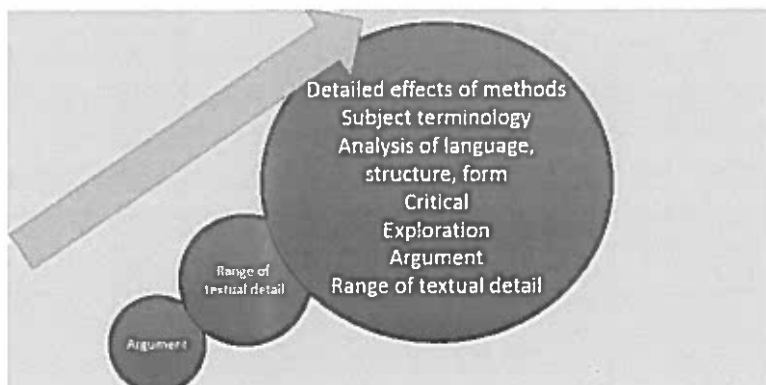 Detailed effects of methods
Subject terminology
Analysis of language,
structure, form
Critical
Exploration
Argument
Range of textual detail
Range of
textual detail
Argument